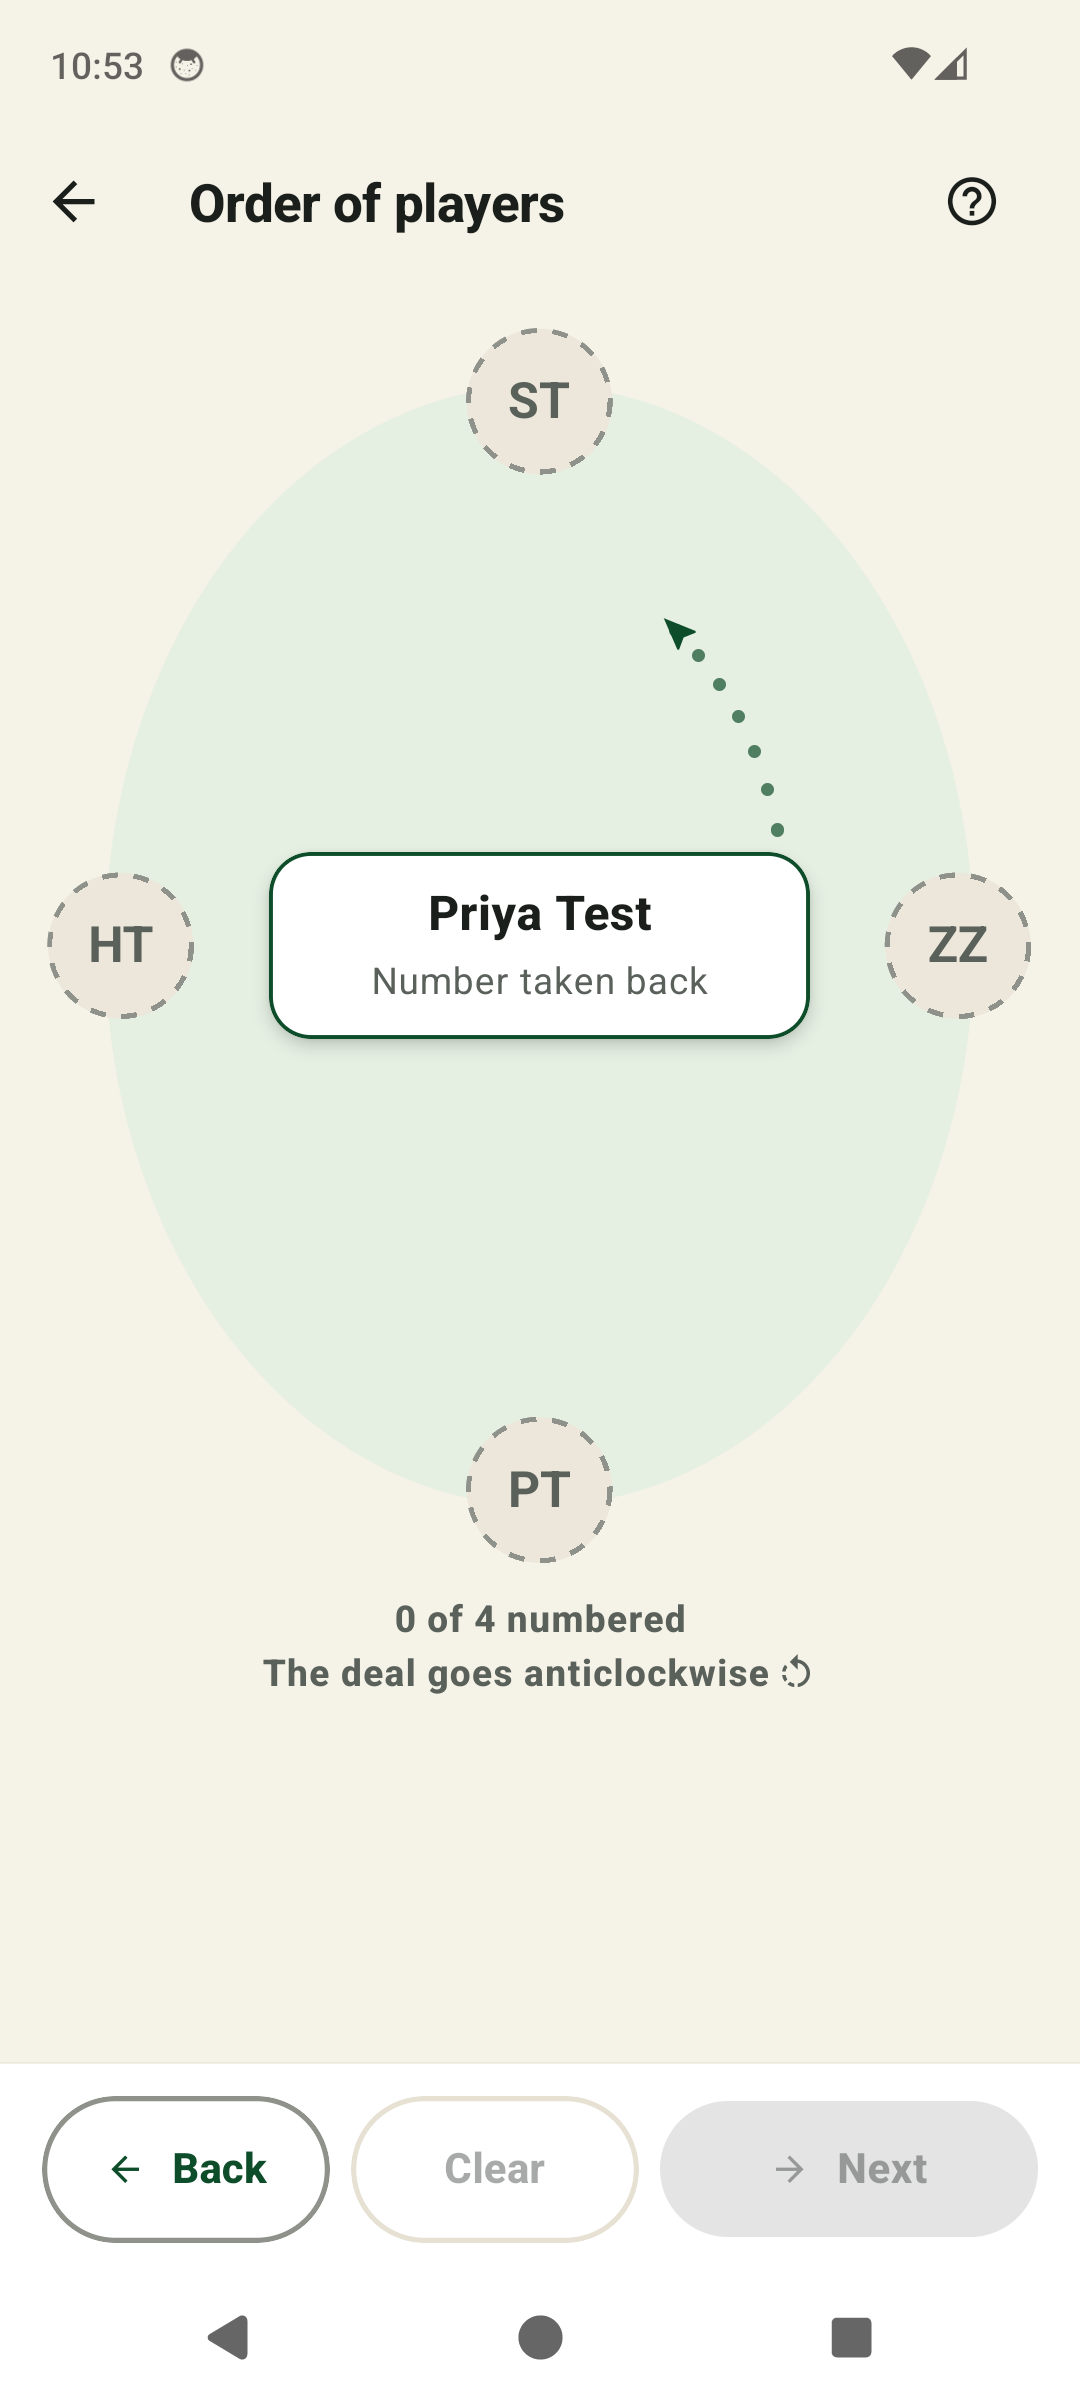 10:53
Order of players
ST
Priya Test
Number taken back
HT
ZZ
PT
0 of 4 numbered
The deal goes anticlockwise
Back
Clear
Next